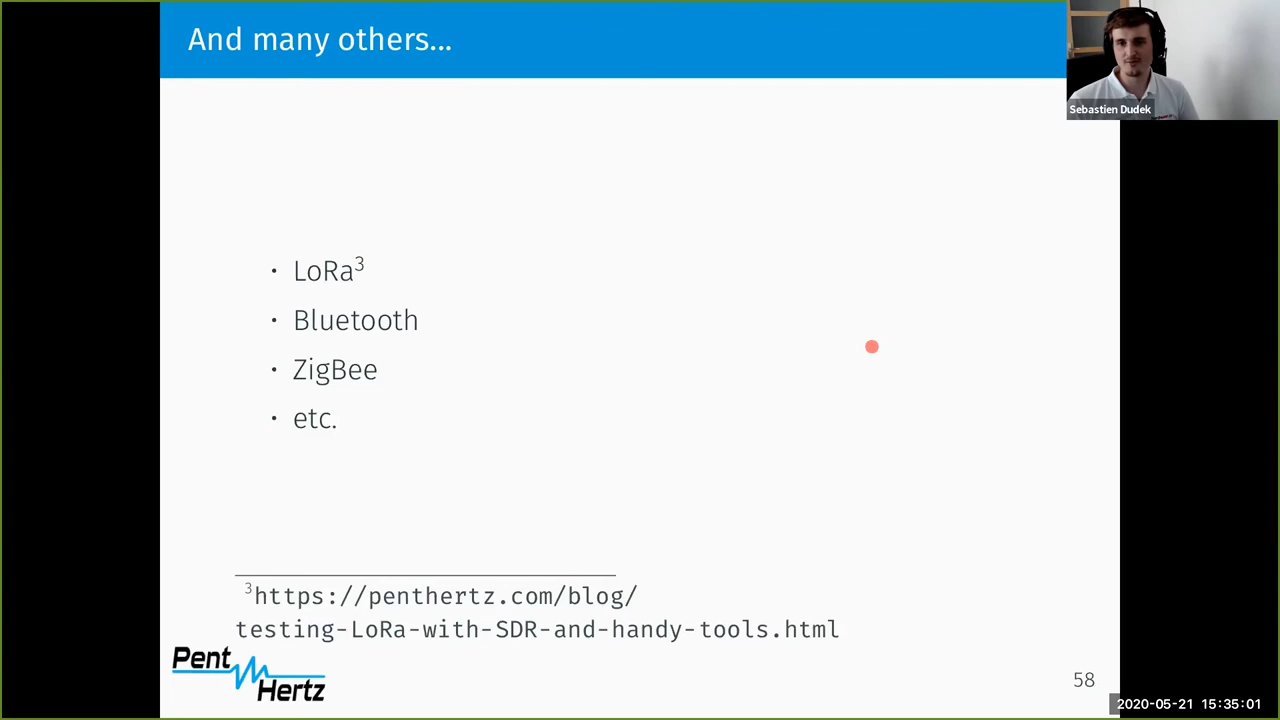 And many others...
Sebastien Dudek
· LoRa3
· Bluetooth
· ZigBee
· etc.
3https://penthertz.com/blog/
testing-LoRa-with-SDR-and-handy-tools.html
Pent
Hertz
58
2020-05-21 15:35:01